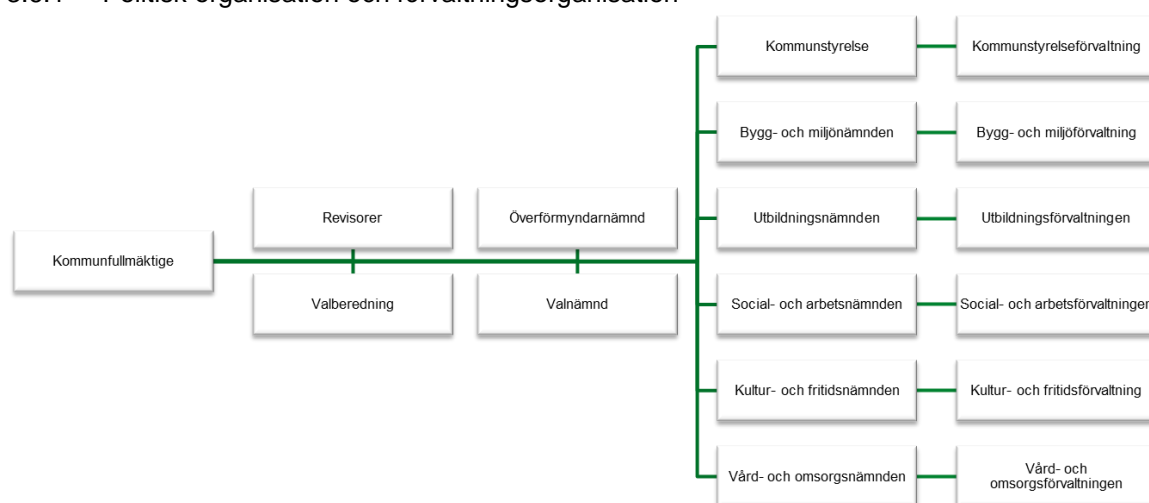 Politisk organisation och förvaltningsorganisation
Kommunstyrelse
Kommunstyrelseförvaltning
Bygg- och miljönämnden
Bygg- och miljöförvaltning
Revisorer
Överförmyndarnämnd
Utbildningsnämnden
Utbildningsförvaltningen
Kommunfullmäktige
Valberedning
Valnämnd
Social- och arbetsnämnden
Social- och arbetsförvaltningen
Kultur- och fritidsnämnden
Kultur- och fritidsförvaltning
Vård- och omsorgsnämnden
Vård- och
omsorgsförvaltningen